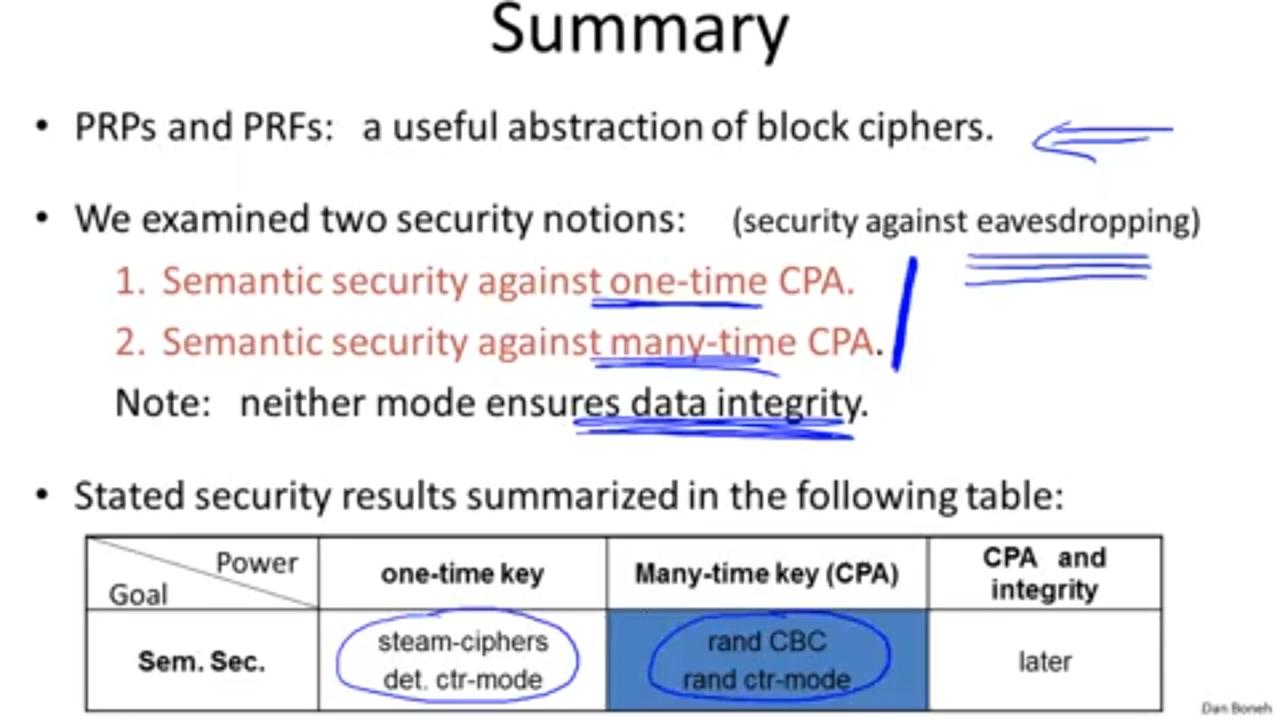 Summary
• PRPs and PRFs: a useful abstraction of block ciphers.
• We examined two security notions: (security against eavesdropping)
1. Semantic security against one-time CPA.
2. Semantic security against many-time CPA.
Note: neither mode ensures data integrity.
• Stated security results summarized in the following table:
Power
Goal
one-time key
Many-time key (CPA)
CPA and
integrity
Sem. Sec.
steam-ciphers
det. ctr-mode
rand CBC
rand ctr-mode
later
Dan Boneh